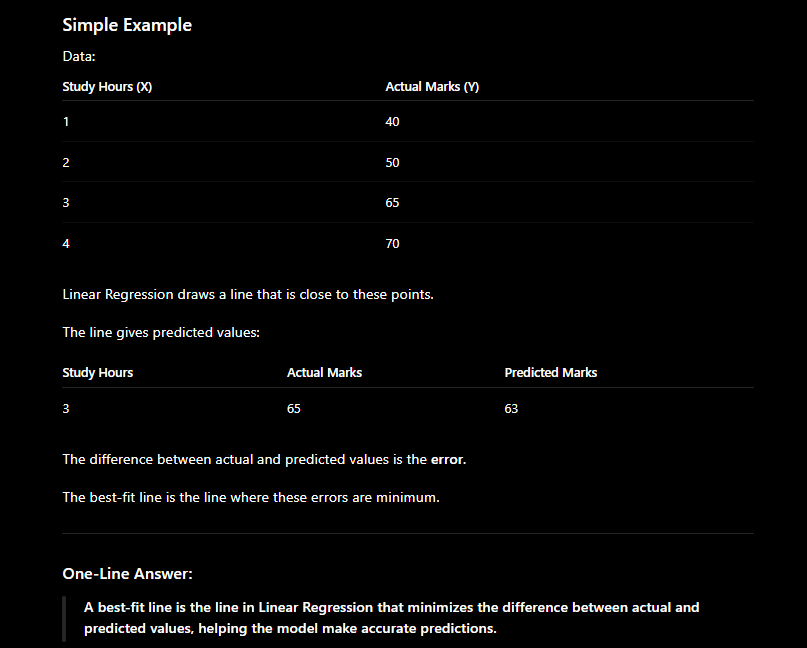 Simple Example
Data:
Study Hours (X) Actual Marks (Y)
1 40
2 50
3 65
4 70
Linear Regression draws a line that is close to these points.
The line gives predicted values:
Study Hours Actual Marks Predicted Marks
3 65 63
The difference between actual and predicted values is the error.
The best-fit line is the line where these errors are minimum.
One-Line Answer:
A best-fit line is the line in Linear Regression that minimizes the difference between actual and
predicted values, helping the model make accurate predictions.